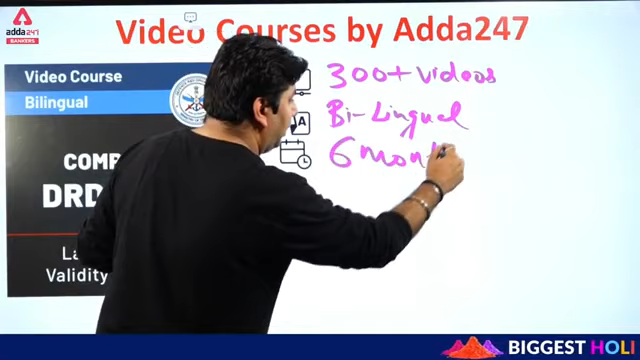 Video Courses by Adda247
adda247
BANKERS
Video Course
Bilingual
300+ videos
Bi-Lingual
6 mont
A
COMB
DRD
La
Validity
BIGGEST HOLI